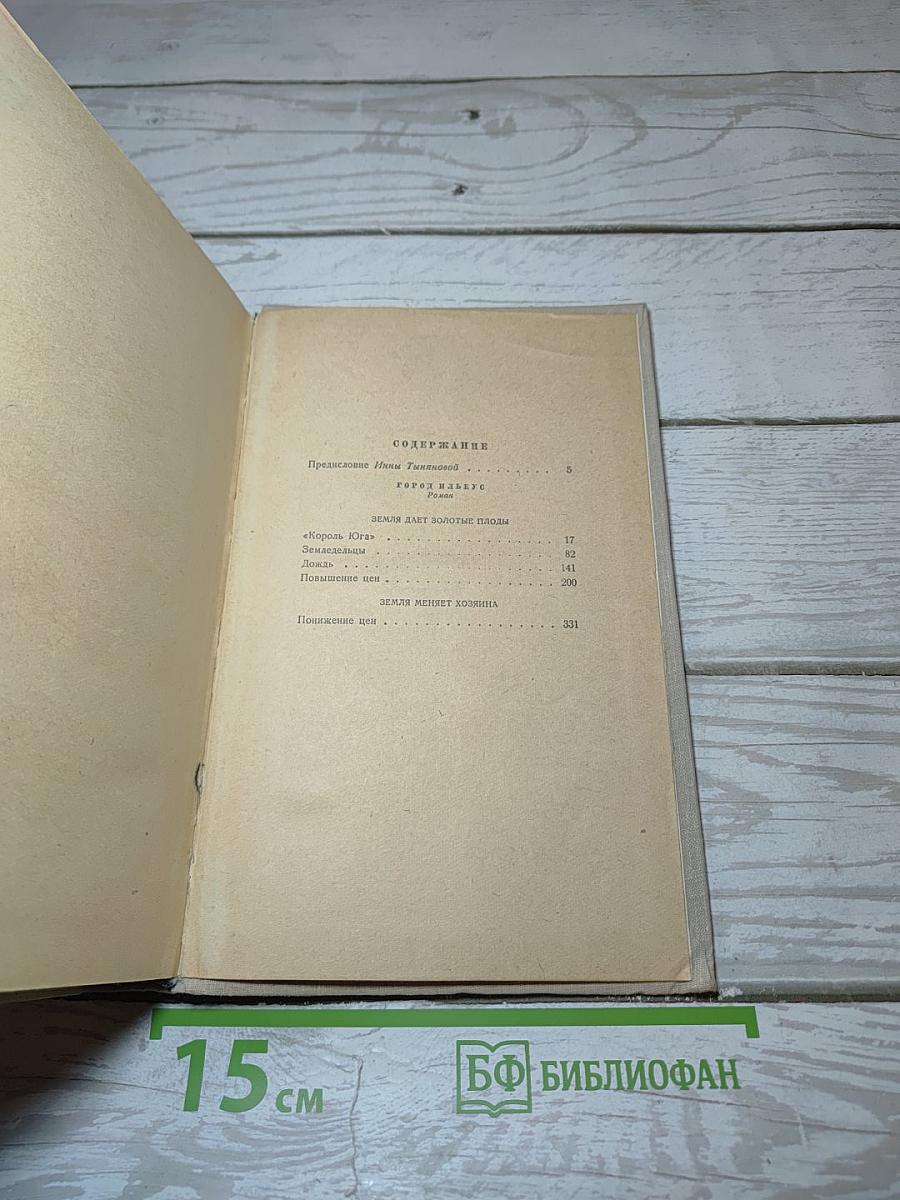 СОДЕРЖАНИЕ
Предисловие Инны Тыняновой . . . . . . . . . 5
ГОРОД ИЛЬЕУС
Роман
ЗЕМЛЯ ДАЕТ ЗОЛОТЫЕ ПЛОДЫ
«Король Юга» . . . . . . . . . . . . . . . . 17
Земледельцы . . . . . . . . . . . . . . . . 82
Дождь . . . . . . . . . . . . . . . . . . . 141
Повышение цен . . . . . . . . . . . . . . . . 200
ЗЕМЛЯ МЕНЯЕТ ХОЗЯИНА
Понижение цен . . . . . . . . . . . . . . . . 331
15 см
БФ БИБЛИОФАН